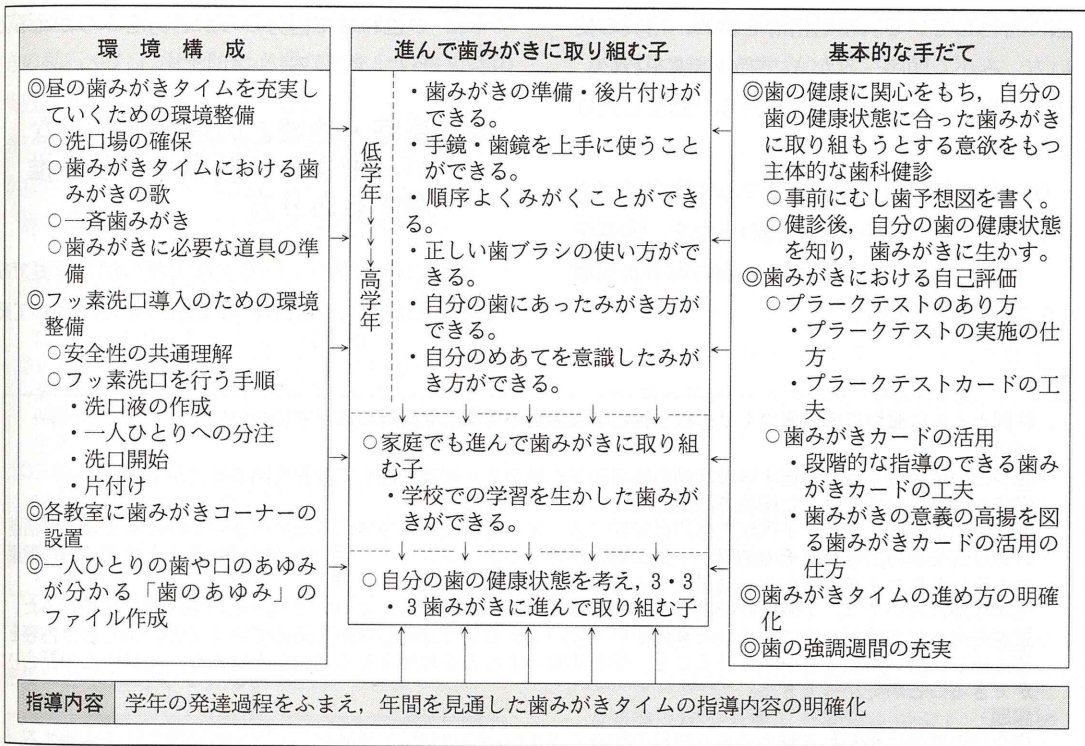 環境構成
◎昼の歯みがきタイムを充実し
ていくための環境整備
○洗口場の確保
○歯みがきタイムにおける歯
みがきの歌
○一斉歯みがき
○歯みがきに必要な道具の準
備
◎フッ素洗口導入のための環境
整備
○安全性の共通理解
○フッ素洗口を行う手順
・洗口液の作成
・一人ひとりへの分注
・洗口開始
・片付け
◎各教室に歯みがきコーナーの
設置
◎一人ひとりの歯や口のあゆみ
が分かる「歯のあゆみ」の
ファイル作成
進んで歯みがきに取り組む子
低学年→→高学年
・歯みがきの準備・後片付けが
できる。
・手鏡・歯鏡を上手に使うこと
ができる。
・順序よくみがくことができ
る。
・正しい歯ブラシの使い方がで
きる。
・自分の歯にあったみがき方が
できる。
・自分のめあてを意識したみが
き方ができる。
○家庭でも進んで歯みがきに取り組
む子
・学校での学習を生かした歯みが
きができる。
○自分の歯の健康状態を考え,3・3
・3歯みがきに進んで取り組む子
基本的な手だて
◎歯の健康に関心をもち,自分の
歯の健康状態に合った歯みがき
に取り組もうとする意欲をもつ
主体的な歯科健診
○事前にむし歯予想図を書く。
○健診後,自分の歯の健康状態
を知り,歯みがきに生かす。
◎歯みがきにおける自己評価
○プラークテストのあり方
・プラークテストの実施の仕
方
・プラークテストカードの工
夫
○歯みがきカードの活用
・段階的な指導のできる歯み
がきカードの工夫
・歯みがきの意義の高揚を図
る歯みがきカードの活用の
仕方
◎歯みがきタイムの進め方の明確
化
◎歯の強調週間の充実
指導内容 学年の発達過程をふまえ,年間を見通した歯みがきタイムの指導内容の明確化